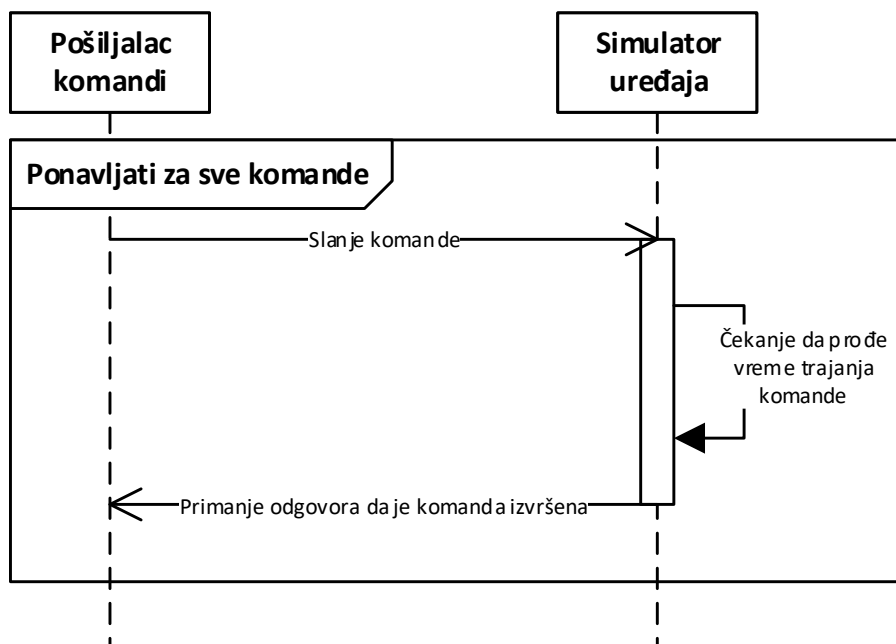 Pošiljalac
komandi
Simulator
uređaja
Ponavljati za sve komande
Slanje komande
Čekanje da prođe
vreme trajanja
komande
Primanje odgovora da je komanda izvršena